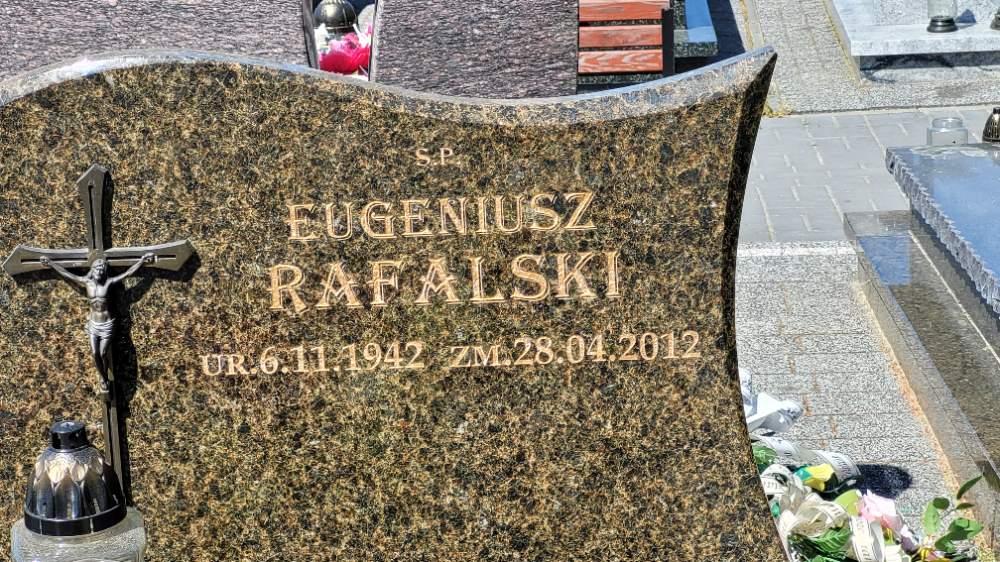 S.P.
EUGENIUSZ
RAFALSKI
UR.6.11.1942 ZM.28.04.2012